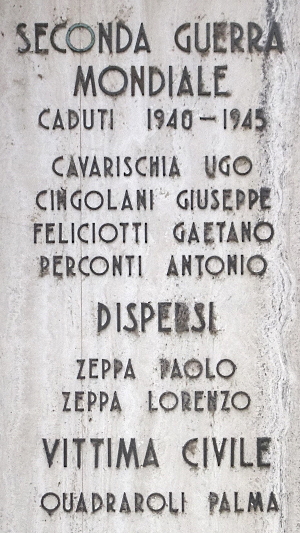 SECONDA GUERRA
MONDIALE
CADUTI 1940-1945
CAVARISCHIA UGO
CINGOLANI GIUSEPPE
FELICIOTTI GAETANO
PERCONTI ANTONIO
DISPERSI
ZEPPA PAOLO
ZEPPA LORENZO
VITTIMA CIVILE
QUADRAROLI PALMA